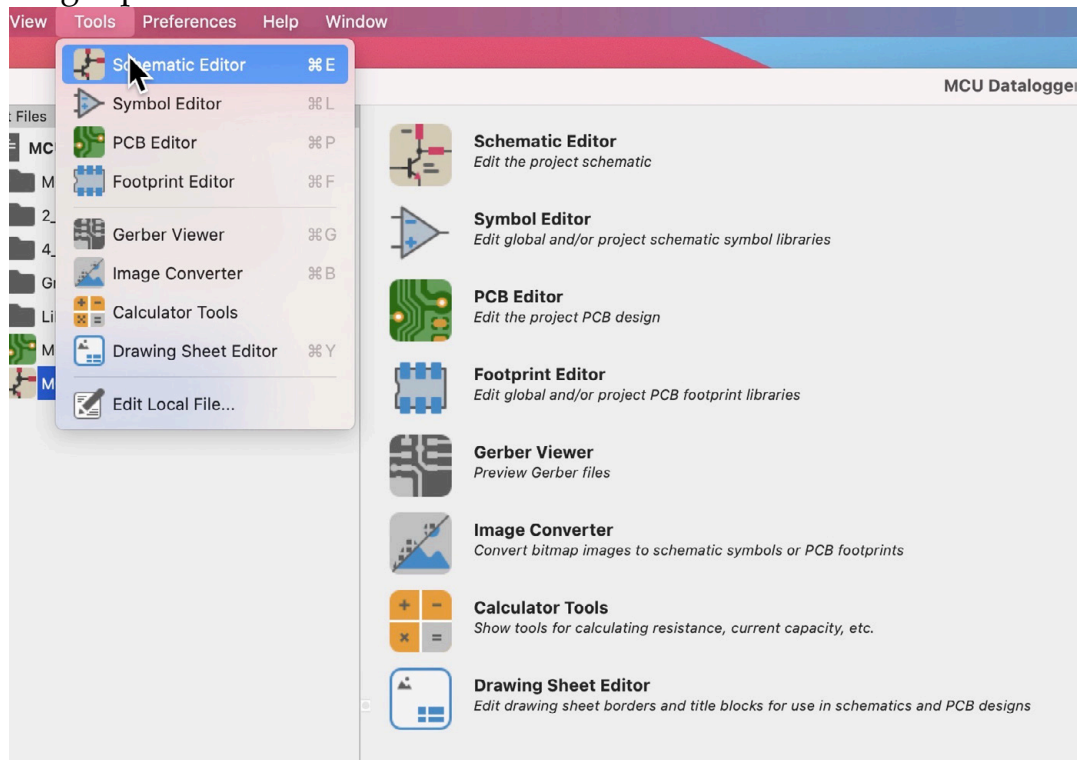 View Tools Preferences Help Window
MCU Datalogger
Schematic Editor ⌘E
Symbol Editor ⌘L
PCB Editor ⌘P
Footprint Editor ⌘F
Gerber Viewer ⌘G
Image Converter ⌘B
Calculator Tools
Drawing Sheet Editor ⌘Y
Edit Local File...
Files
MC
M
2_
4_
Gr
Li
M
M
Schematic Editor
Edit the project schematic
Symbol Editor
Edit global and/or project schematic symbol libraries
PCB Editor
Edit the project PCB design
Footprint Editor
Edit global and/or project PCB footprint libraries
Gerber Viewer
Preview Gerber files
Image Converter
Convert bitmap images to schematic symbols or PCB footprints
Calculator Tools
Show tools for calculating resistance, current capacity, etc.
Drawing Sheet Editor
Edit drawing sheet borders and title blocks for use in schematics and PCB designs